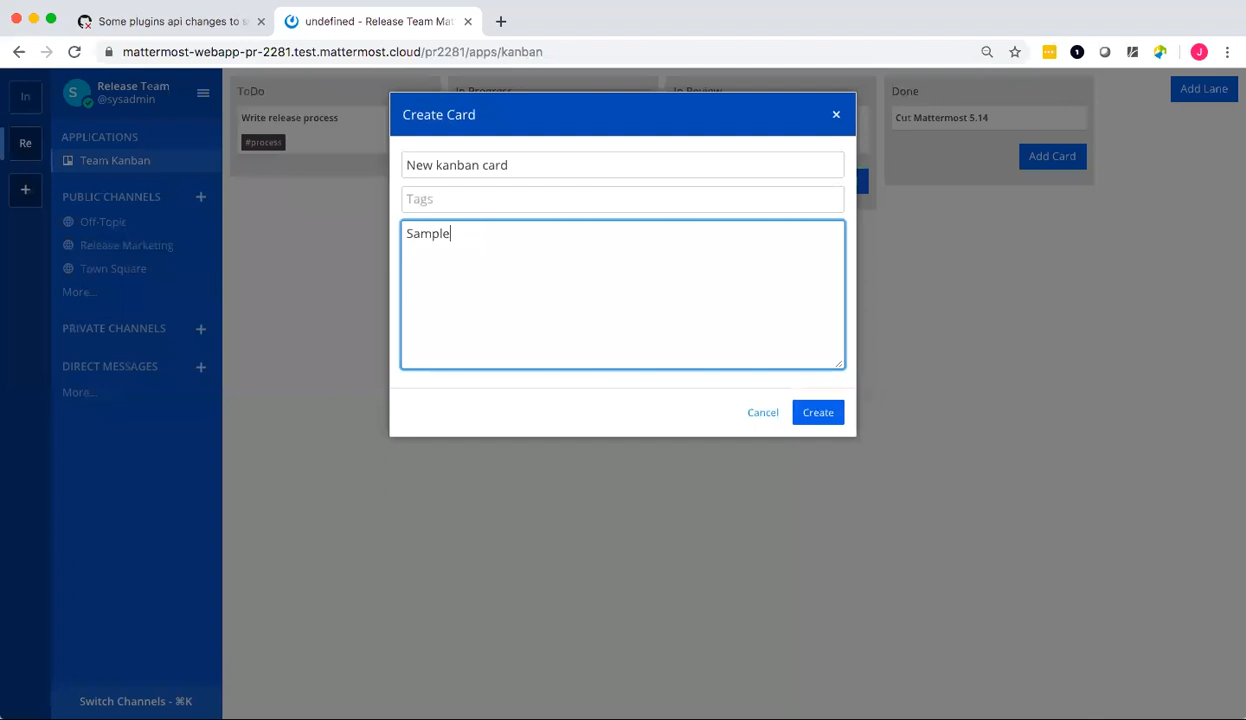 Some plugins api changes to s
undefined - Release Team Mat
mattermost-webapp-pr-2281.test.mattermost.cloud/pr2281/apps/kanban
J
In
Re
S
Release Team
@sysadmin
APPLICATIONS
Team Kanban
PUBLIC CHANNELS
Off-Topic
Release Marketing
Town Square
More...
PRIVATE CHANNELS
DIRECT MESSAGES
More...
Switch Channels - ⌘K
ToDo
Write release process
#process
In Progress
In Review
Done
Cut Mattermost 5.14
Add Card
Add Lane
Create Card
New kanban card
Tags
Sample
Cancel
Create